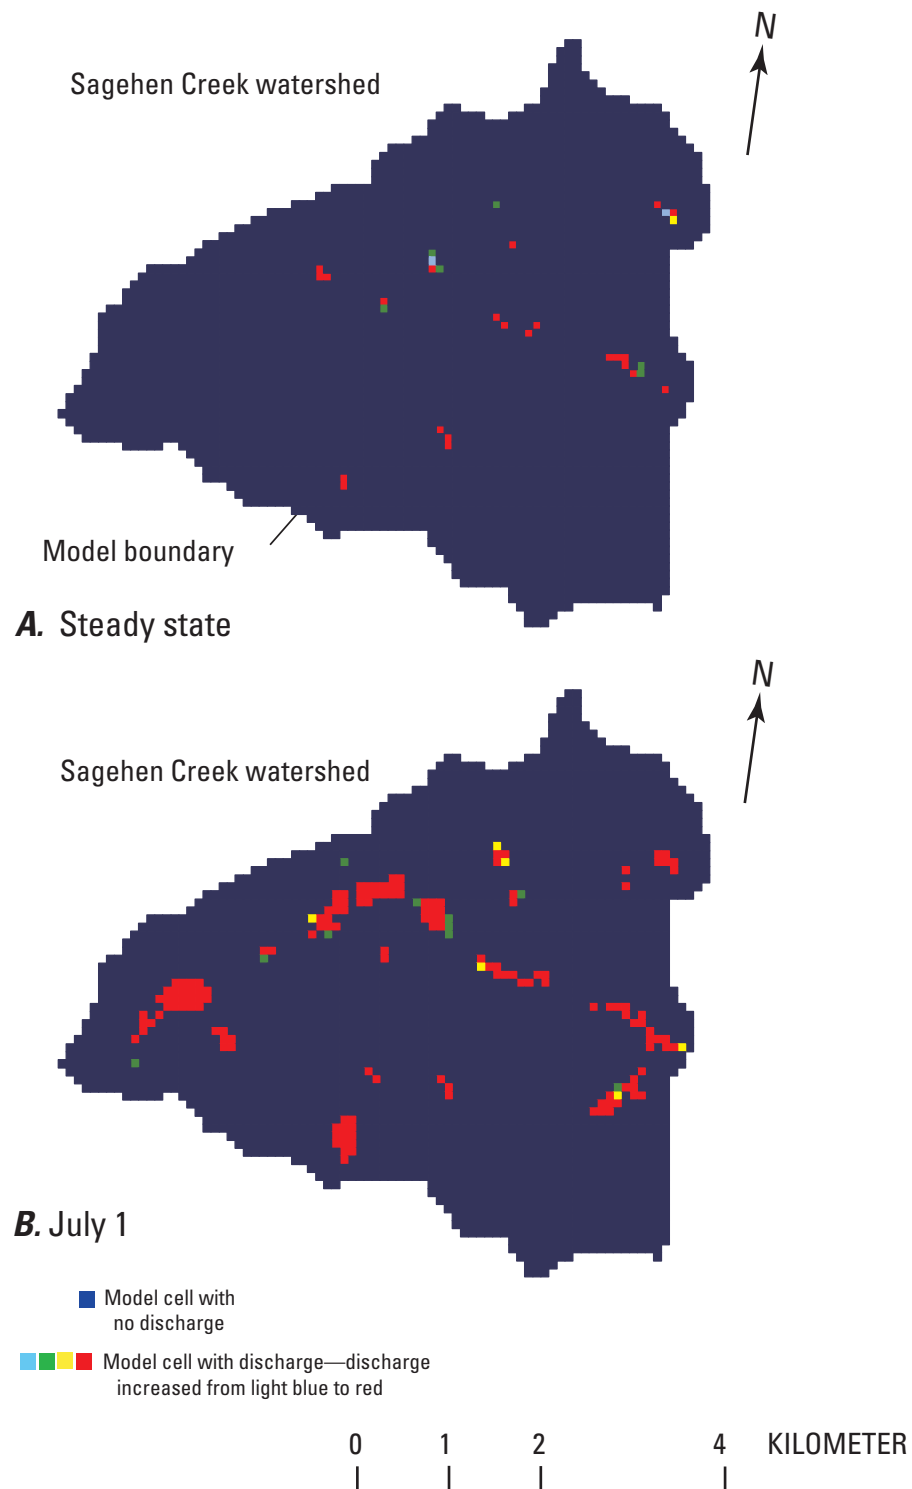 N
Sagehen Creek watershed
Model boundary
A. Steady state
N
Sagehen Creek watershed
B. July 1
Model cell with
no discharge
Model cell with discharge—discharge
increased from light blue to red
0 1 2 4 KILOMETER